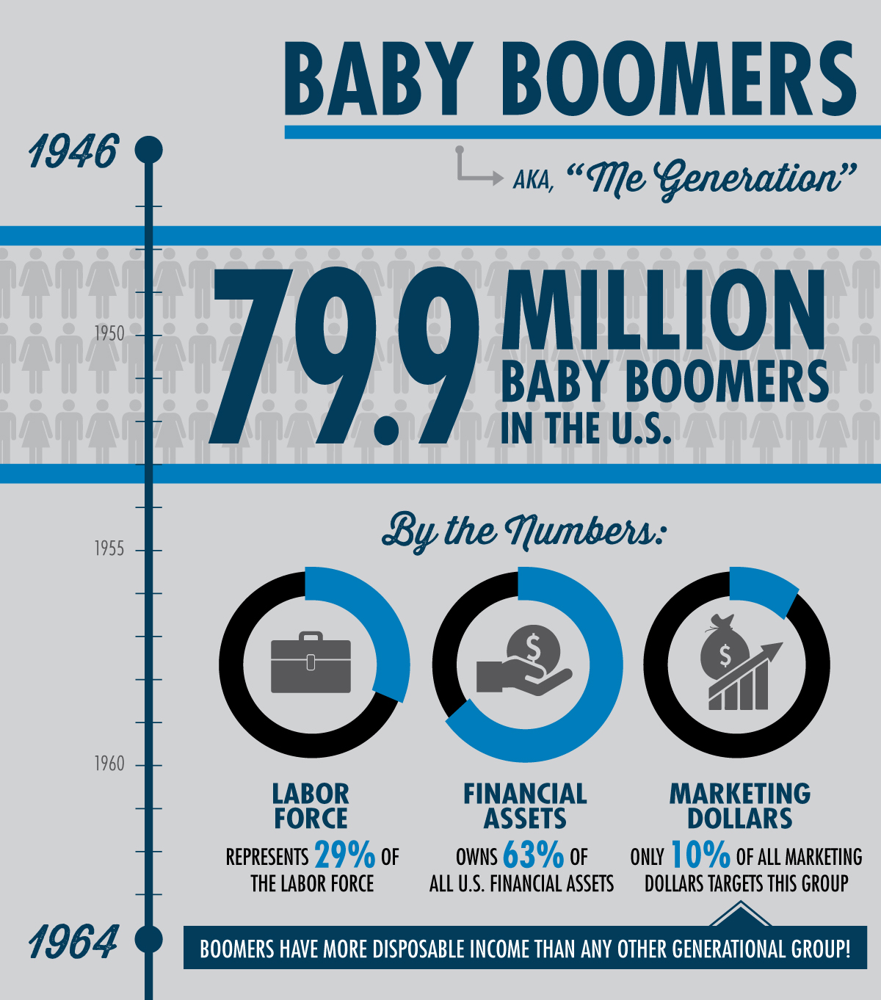 BABY BOOMERS
1946
AKA, "Me Generation"
79.9 MILLION
BABY BOOMERS
IN THE U.S.
1950
By the Numbers:
1955
$
$
1960
LABOR
FORCE
REPRESENTS 29% OF
THE LABOR FORCE
FINANCIAL
ASSETS
OWNS 63% OF
ALL U.S. FINANCIAL ASSETS
MARKETING
DOLLARS
ONLY 10% OF ALL MARKETING
DOLLARS TARGETS THIS GROUP
1964
BOOMERS HAVE MORE DISPOSABLE INCOME THAN ANY OTHER GENERATIONAL GROUP!